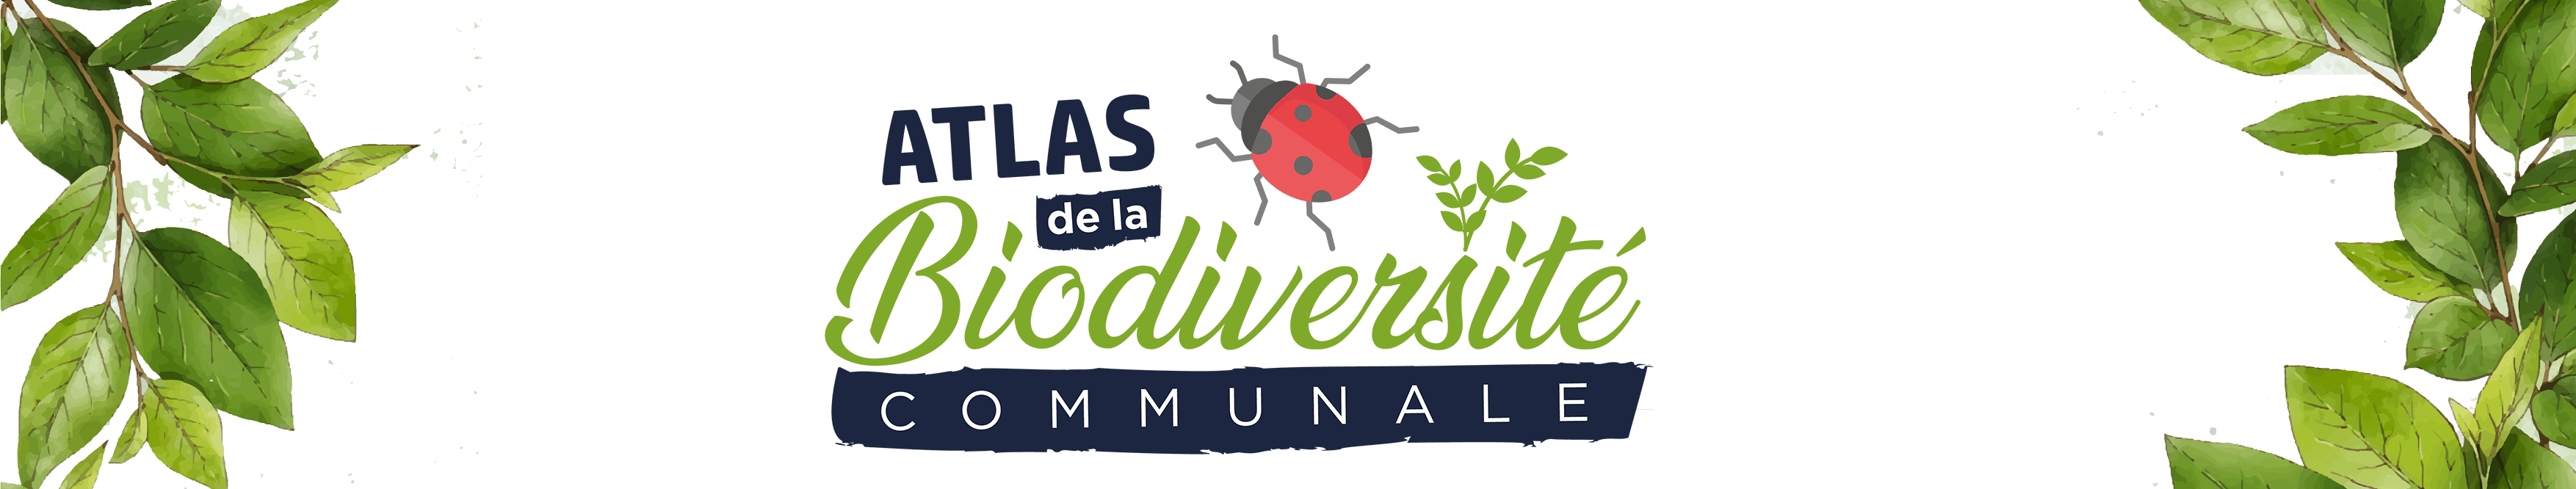 ATLAS
de la
Biodiversité
COMMUNALE